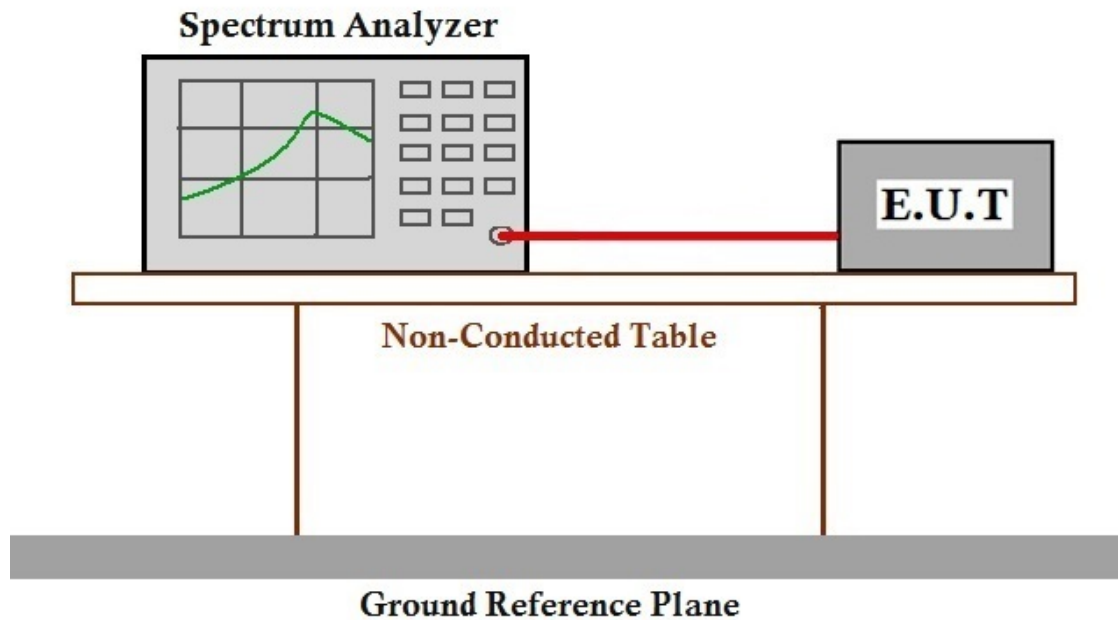 Spectrum Analyzer
E.U.T
Non-Conducted Table
Ground Reference Plane